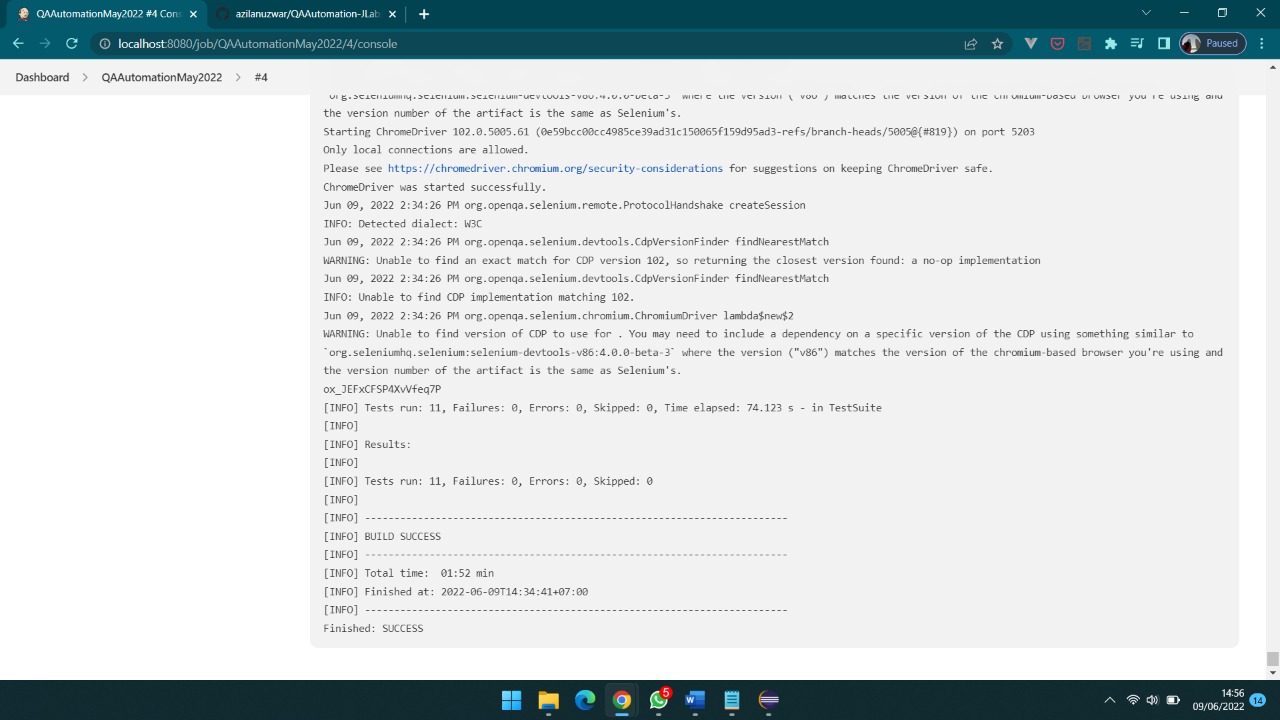 QAAutomationMay2022 #4 Cons
azilanuzwar/QAAutomation-JLab
localhost:8080/job/QAAutomationMay2022/4/console
Paused
Dashboard
QAAutomationMay2022
#4
`org.seleniumhq.selenium:selenium-devtools-v86:4.0.0-beta-3` where the version ("v86") matches the version of the chromium-based browser you're using and
the version number of the artifact is the same as Selenium's.
Starting ChromeDriver 102.0.5005.61 (0e59bcc00cc4985ce39ad31c150065f159d95ad3-refs/branch-heads/5005@{#819}) on port 5203
Only local connections are allowed.
Please see https://chromedriver.chromium.org/security-considerations for suggestions on keeping ChromeDriver safe.
ChromeDriver was started successfully.
Jun 09, 2022 2:34:26 PM org.openqa.selenium.remote.ProtocolHandshake createSession
INFO: Detected dialect: W3C
Jun 09, 2022 2:34:26 PM org.openqa.selenium.devtools.CdpVersionFinder findNearestMatch
WARNING: Unable to find an exact match for CDP version 102, so returning the closest version found: a no-op implementation
Jun 09, 2022 2:34:26 PM org.openqa.selenium.devtools.CdpVersionFinder findNearestMatch
INFO: Unable to find CDP implementation matching 102.
Jun 09, 2022 2:34:26 PM org.openqa.selenium.chromium.ChromiumDriver lambda$new$2
WARNING: Unable to find version of CDP to use for . You may need to include a dependency on a specific version of the CDP using something similar to
`org.seleniumhq.selenium:selenium-devtools-v86:4.0.0-beta-3` where the version ("v86") matches the version of the chromium-based browser you're using and
the version number of the artifact is the same as Selenium's.
ox_JEFxCFSP4XvVfeq7P
[INFO] Tests run: 11, Failures: 0, Errors: 0, Skipped: 0, Time elapsed: 74.123 s - in TestSuite
[INFO]
[INFO] Results:
[INFO]
[INFO] Tests run: 11, Failures: 0, Errors: 0, Skipped: 0
[INFO]
[INFO] ------------------------------------------------------------------------
[INFO] BUILD SUCCESS
[INFO] ------------------------------------------------------------------------
[INFO] Total time:  01:52 min
[INFO] Finished at: 2022-06-09T14:34:41+07:00
[INFO] ------------------------------------------------------------------------
Finished: SUCCESS
5
14:56
09/06/2022
14